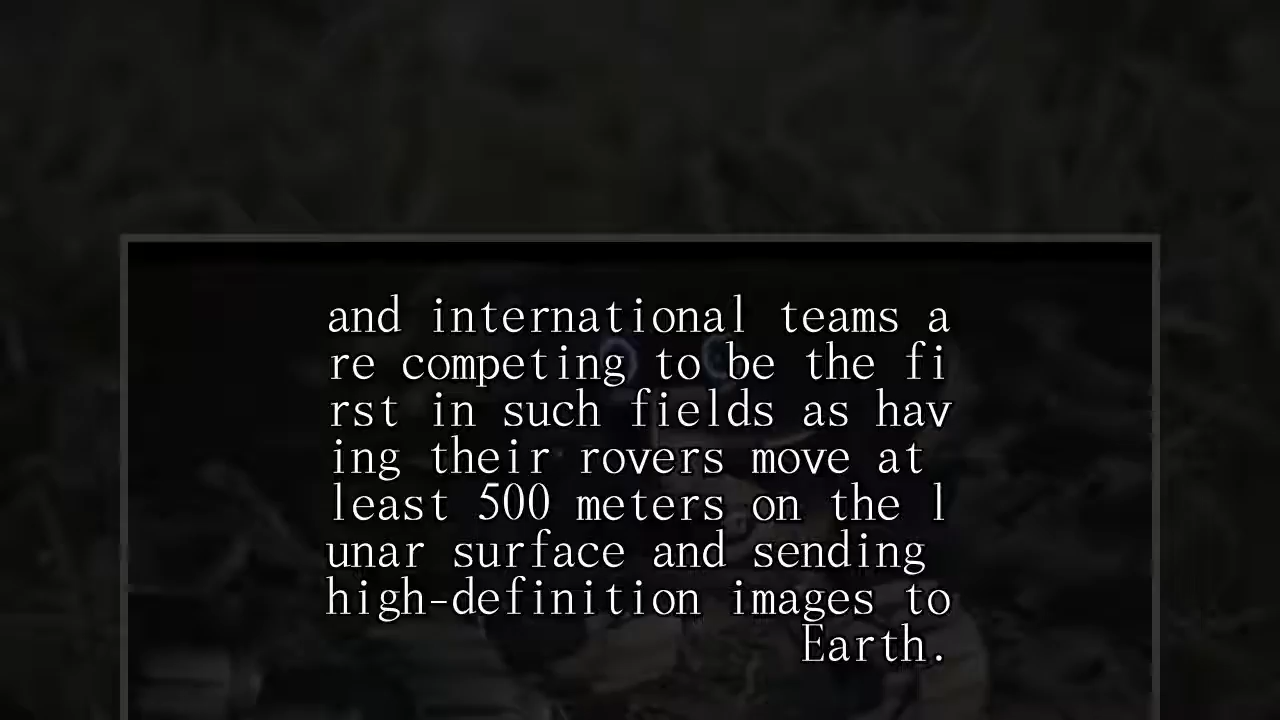 and international teams a
re competing to be the fi
rst in such fields as hav
ing their rovers move at
least 500 meters on the l
unar surface and sending
high-definition images to
Earth.